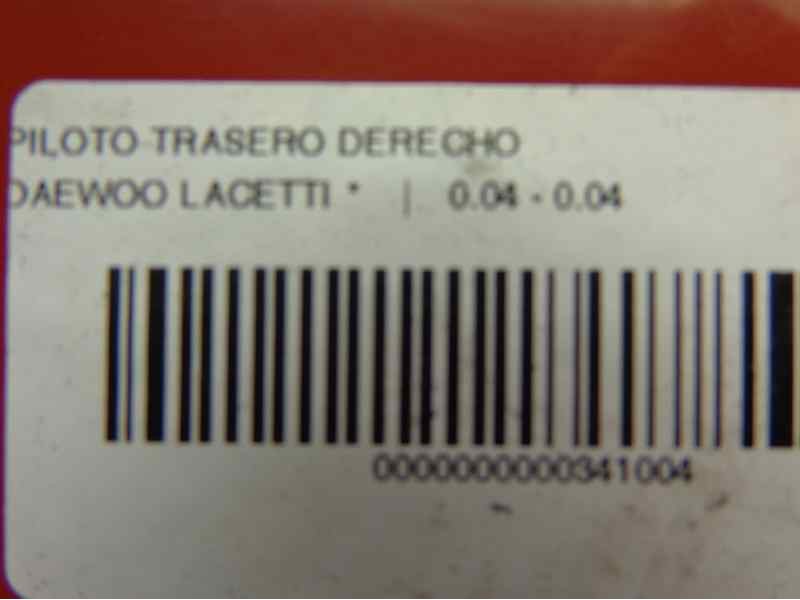 PILOTO TRASERO DERECHO
DAEWOO LACETTI * | 0.04 - 0.04
0000000000341004